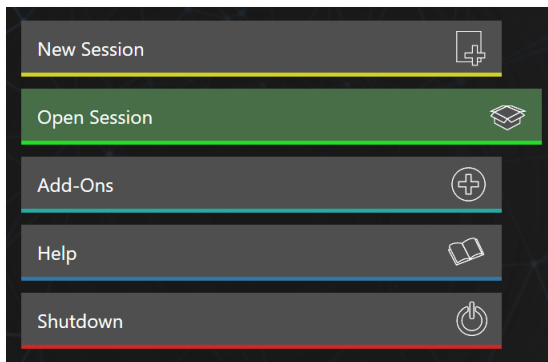 New Session
Open Session
Add-Ons
Help
Shutdown